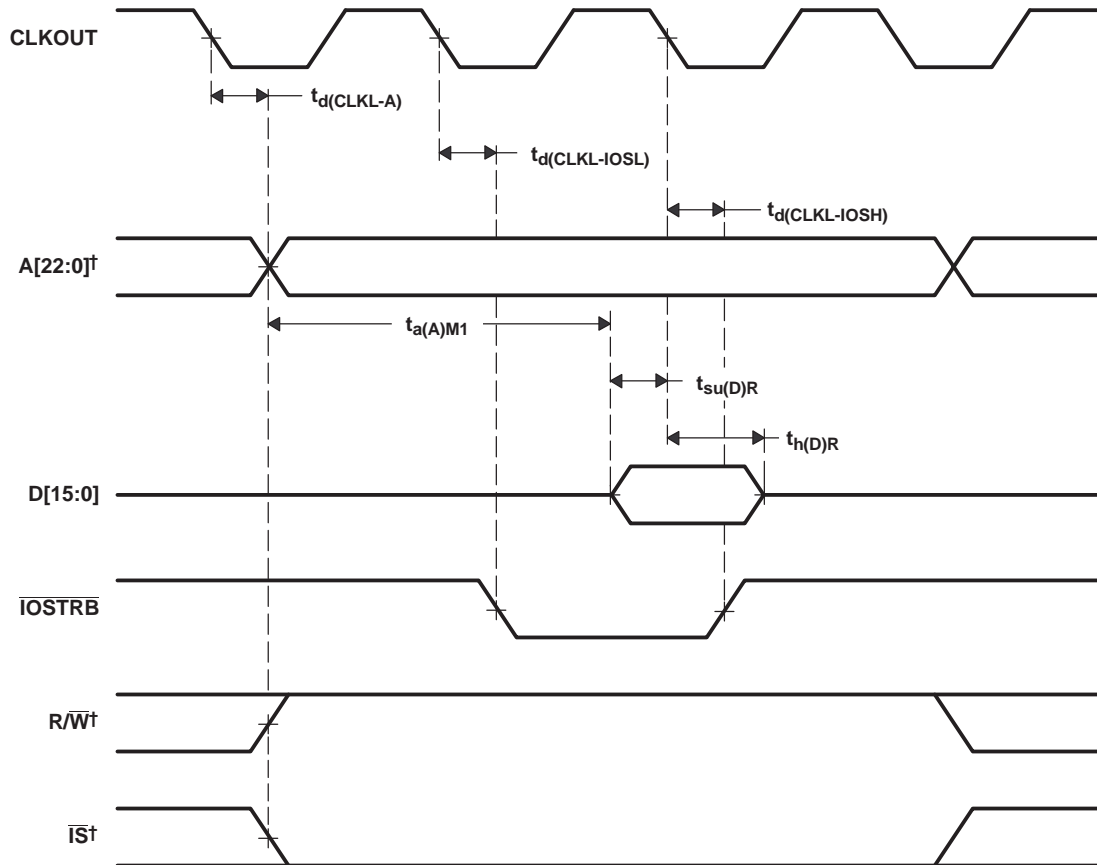 CLKOUT
td(CLKL-A)
td(CLKL-IOSL)
td(CLKL-IOSH)
A[22:0]†
ta(A)M1
tsu(D)R
th(D)R
D[15:0]
IOSTRB
R/W†
IS†